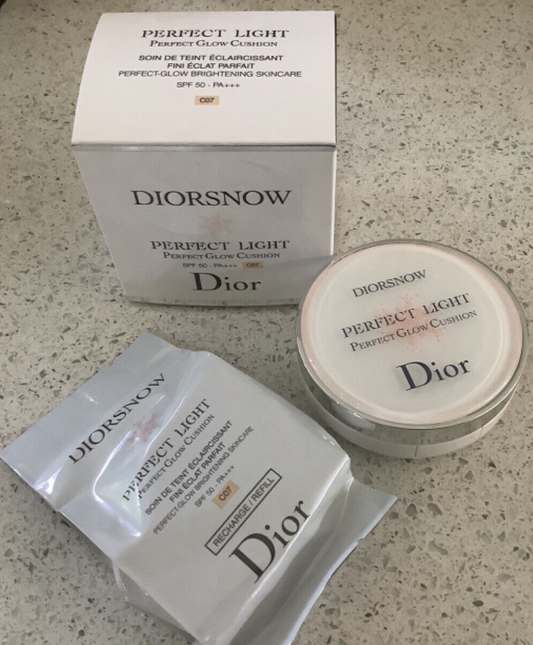 PERFECT LIGHT
PERFECT GLOW CUSHION
SOIN DE TEINT ÉCLAIRCISSANT
FINI ÉCLAT PARFAIT
PERFECT-GLOW BRIGHTENING SKINCARE
SPF 50 - PA+++
C07
DIORSNOW
PERFECT LIGHT
PERFECT GLOW CUSHION
SPF 50 - PA+++ C07
Dior
DIORSNOW
PERFECT LIGHT
PERFECT GLOW CUSHION
Dior
DIORSNOW
PERFECT LIGHT
PERFECT GLOW CUSHION
SOIN DE TEINT ÉCLAIRCISSANT
FINI ÉCLAT PARFAIT
PERFECT-GLOW BRIGHTENING SKINCARE
SPF 50 - PA+++
C07
RECHARGE / REFILL
Dior